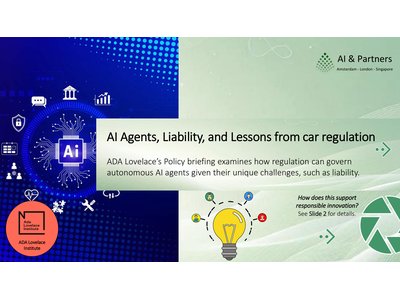 AI & Partners
Amsterdam - London - Singapore
Ai
AI Agents, Liability, and Lessons from car regulation
ADA Lovelace's Policy briefing examines how regulation can govern
autonomous AI agents given their unique challenges, such as liability.
How does this support
responsible innovation?
See Slide 2 for details.
Ada
Lovelace
Institute
ADA Lovelace
Institute